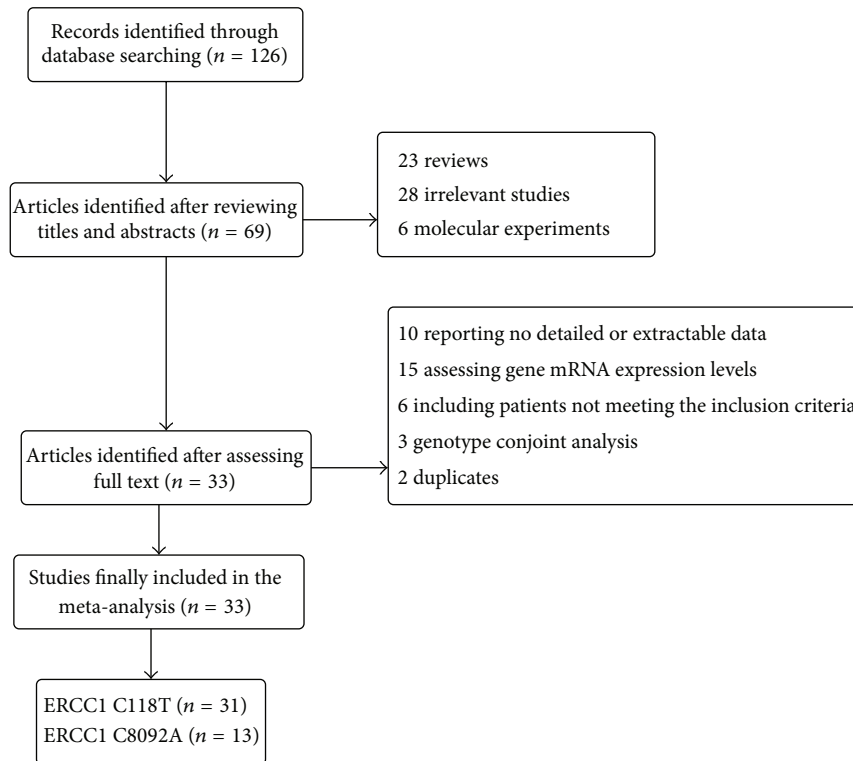 Records identified through
database searching (n = 126)
Articles identified after reviewing
titles and abstracts (n = 69)
23 reviews
28 irrelevant studies
6 molecular experiments
10 reporting no detailed or extractable data
15 assessing gene mRNA expression levels
6 including patients not meeting the inclusion criteria
3 genotype conjoint analysis
2 duplicates
Articles identified after assessing
full text (n = 33)
Studies finally included in the
meta-analysis (n = 33)
ERCC1 C118T (n = 31)
ERCC1 C8092A (n = 13)